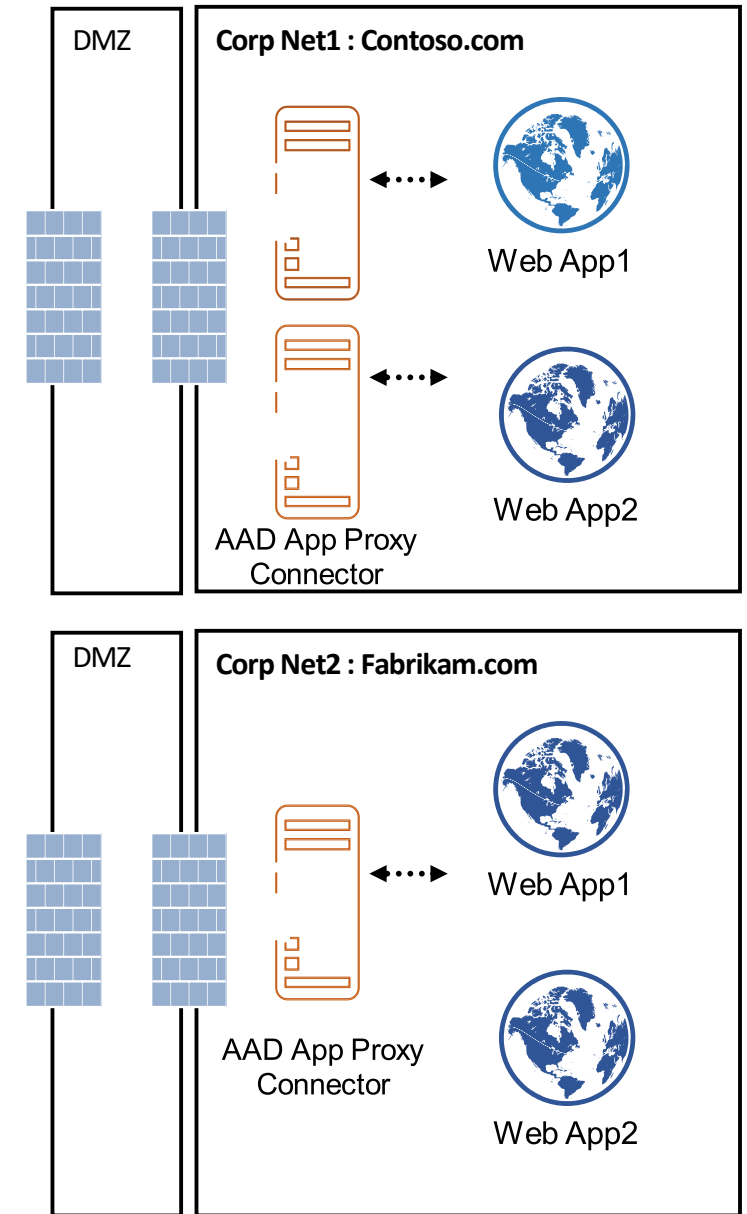 DMZ
Corp Net1 : Contoso.com
Web App1
Web App2
AAD App Proxy
Connector
DMZ
Corp Net2 : Fabrikam.com
Web App1
AAD App Proxy
Connector
Web App2